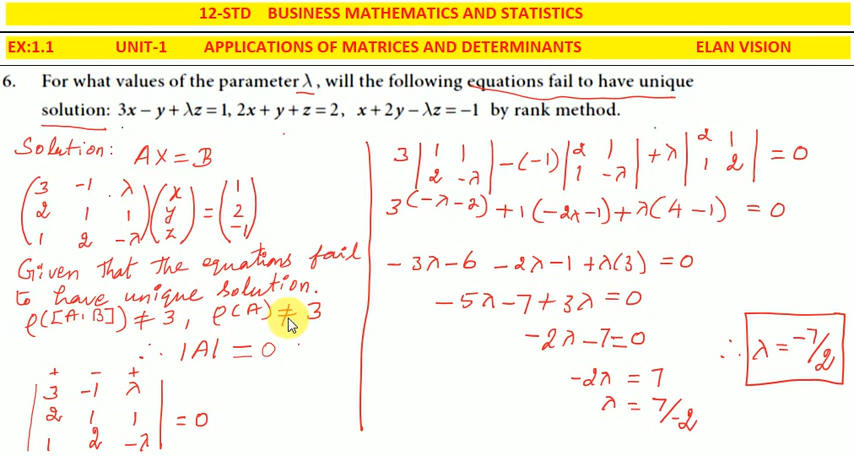 12-STD BUSINESS MATHEMATICS AND STATISTICS
EX:1.1 UNIT-1 APPLICATIONS OF MATRICES AND DETERMINANTS ELAN VISION
6. For what values of the parameter λ, will the following equations fail to have unique
solution: 3x − y + λz = 1, 2x + y + z = 2, x + 2y − λz = −1 by rank method.
Solution: AX = B
(3 -1 λ) (x) (1)
(2 1 1) (y) = (2)
(1 2 -λ) (z) (-1)
Given that the equations fail
to have unique solution.
ρ([A,B]) ≠ 3, ρ(A) ≠ 3
∴ |A| = 0
+ - +
|3 -1 λ|
|2 1 1| = 0
|1 2 -λ|
3 |1 1| -(-1) |2 1| +λ |2 1| = 0
|2 -λ| |1 -λ| |1 2|
3(-λ-2) + 1(-2λ-1) + λ(4-1) = 0
-3λ-6 -2λ-1 +λ(3) = 0
-5λ-7+3λ = 0
-2λ-7=0
-2λ = 7
λ = 7/-2
∴ λ = -7/2